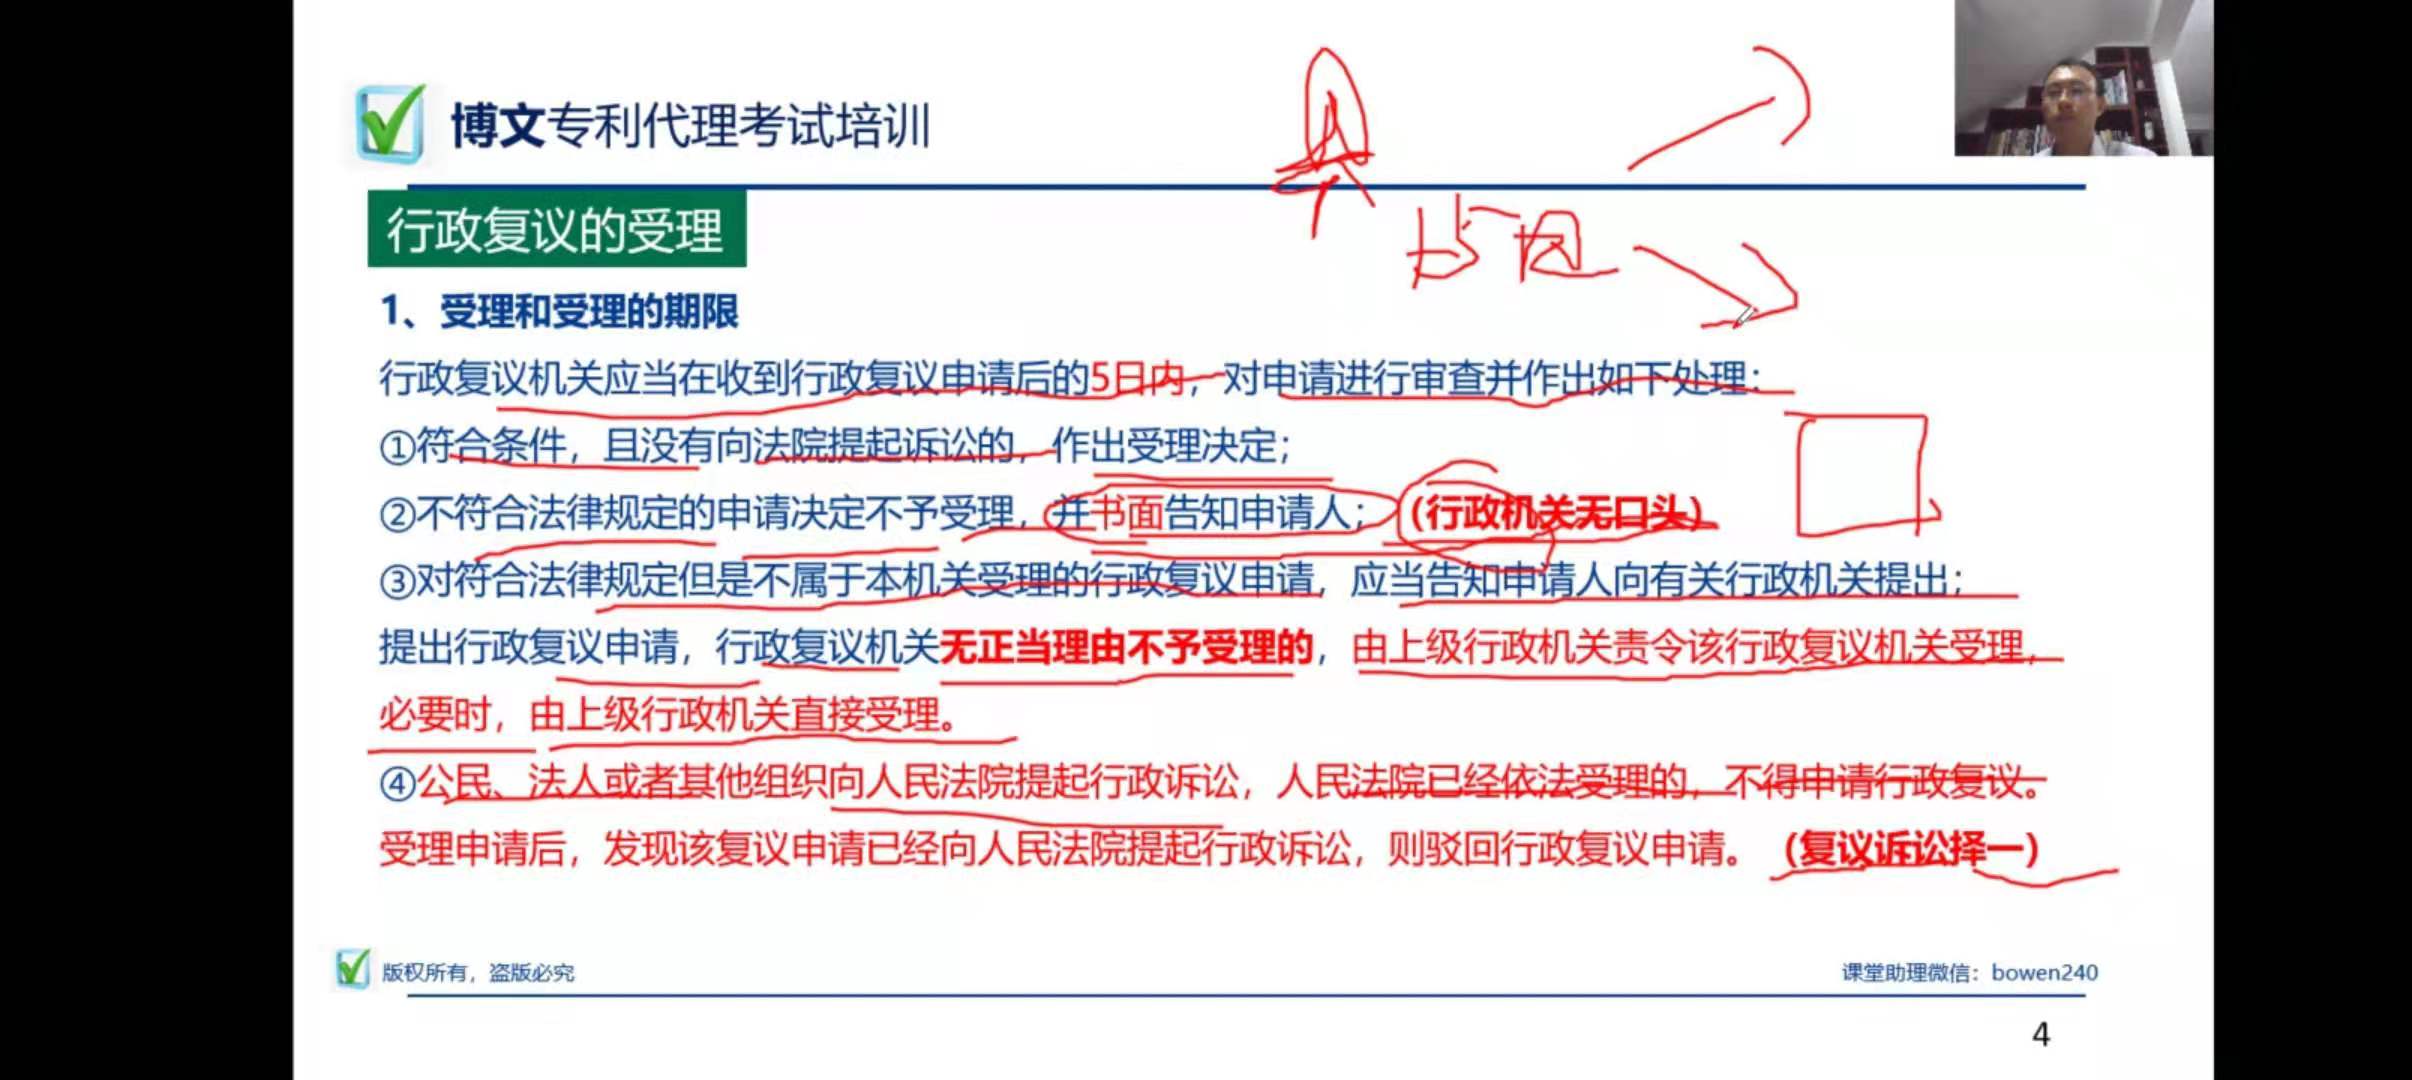 博文专利代理考试培训
行政复议的受理
1、受理和受理的期限
行政复议机关应当在收到行政复议申请后的5日内，对申请进行审查并作出如下处理：
①符合条件，且没有向法院提起诉讼的，作出受理决定；
②不符合法律规定的申请决定不予受理，并书面告知申请人；（行政机关无口头）
③对符合法律规定但是不属于本机关受理的行政复议申请，应当告知申请人向有关行政机关提出；
提出行政复议申请，行政复议机关无正当理由不予受理的，由上级行政机关责令该行政复议机关受理，
必要时，由上级行政机关直接受理。
④公民、法人或者其他组织向人民法院提起行政诉讼，人民法院已经依法受理的，不得申请行政复议。
受理申请后，发现该复议申请已经向人民法院提起行政诉讼，则驳回行政复议申请。（复议诉讼择一）
版权所有，盗版必究
课堂助理微信：bowen240
4